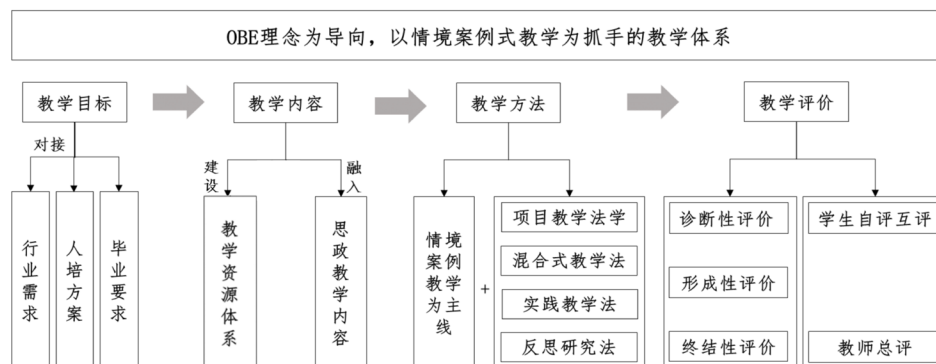 OBE理念为导向，以情境案例式教学为抓手的教学体系
教学目标
教学内容
教学方法
教学评价
对接
建设
融入
行业需求
人培方案
毕业要求
教学资源体系
思政教学内容
情境
案例
教学
为主
线
+
项目教学法学
混合式教学法
实践教学法
反思研究法
诊断性评价
形成性评价
终结性评价
学生自评互评
教师总评